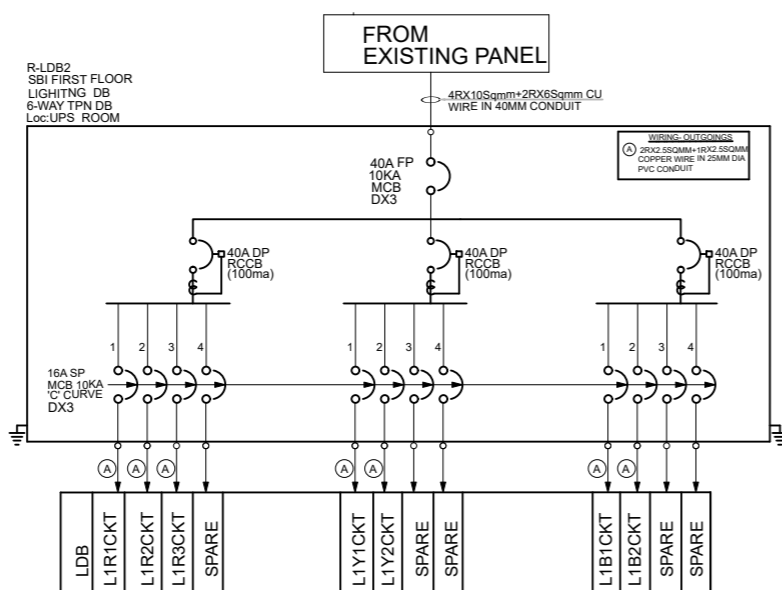 FROM
EXISTING PANEL
R-LDB2
SBI FIRST FLOOR
LIGHITNG DB
6-WAY TPN DB
Loc:UPS ROOM
4RX10Sqmm+2RX6Sqmm CU
WIRE IN 40MM CONDUIT
WIRING- OUTGOINGS
A 2RX2.5SQMM+1RX2.5SQMM
COPPER WIRE IN 25MM DIA
PVC CONDUIT
40A FP
10KA
MCB
DX3
40A DP
RCCB
(100ma)
40A DP
RCCB
(100ma)
40A DP
RCCB
(100ma)
1 2 3 4
1 2 3 4
1 2 3 4
16A SP
MCB 10KA
'C' CURVE
DX3
A A A
A A
A A
LDB
L1R1CKT
L1R2CKT
L1R3CKT
SPARE
L1Y1CKT
L1Y2CKT
SPARE
SPARE
L1B1CKT
L1B2CKT
SPARE
SPARE